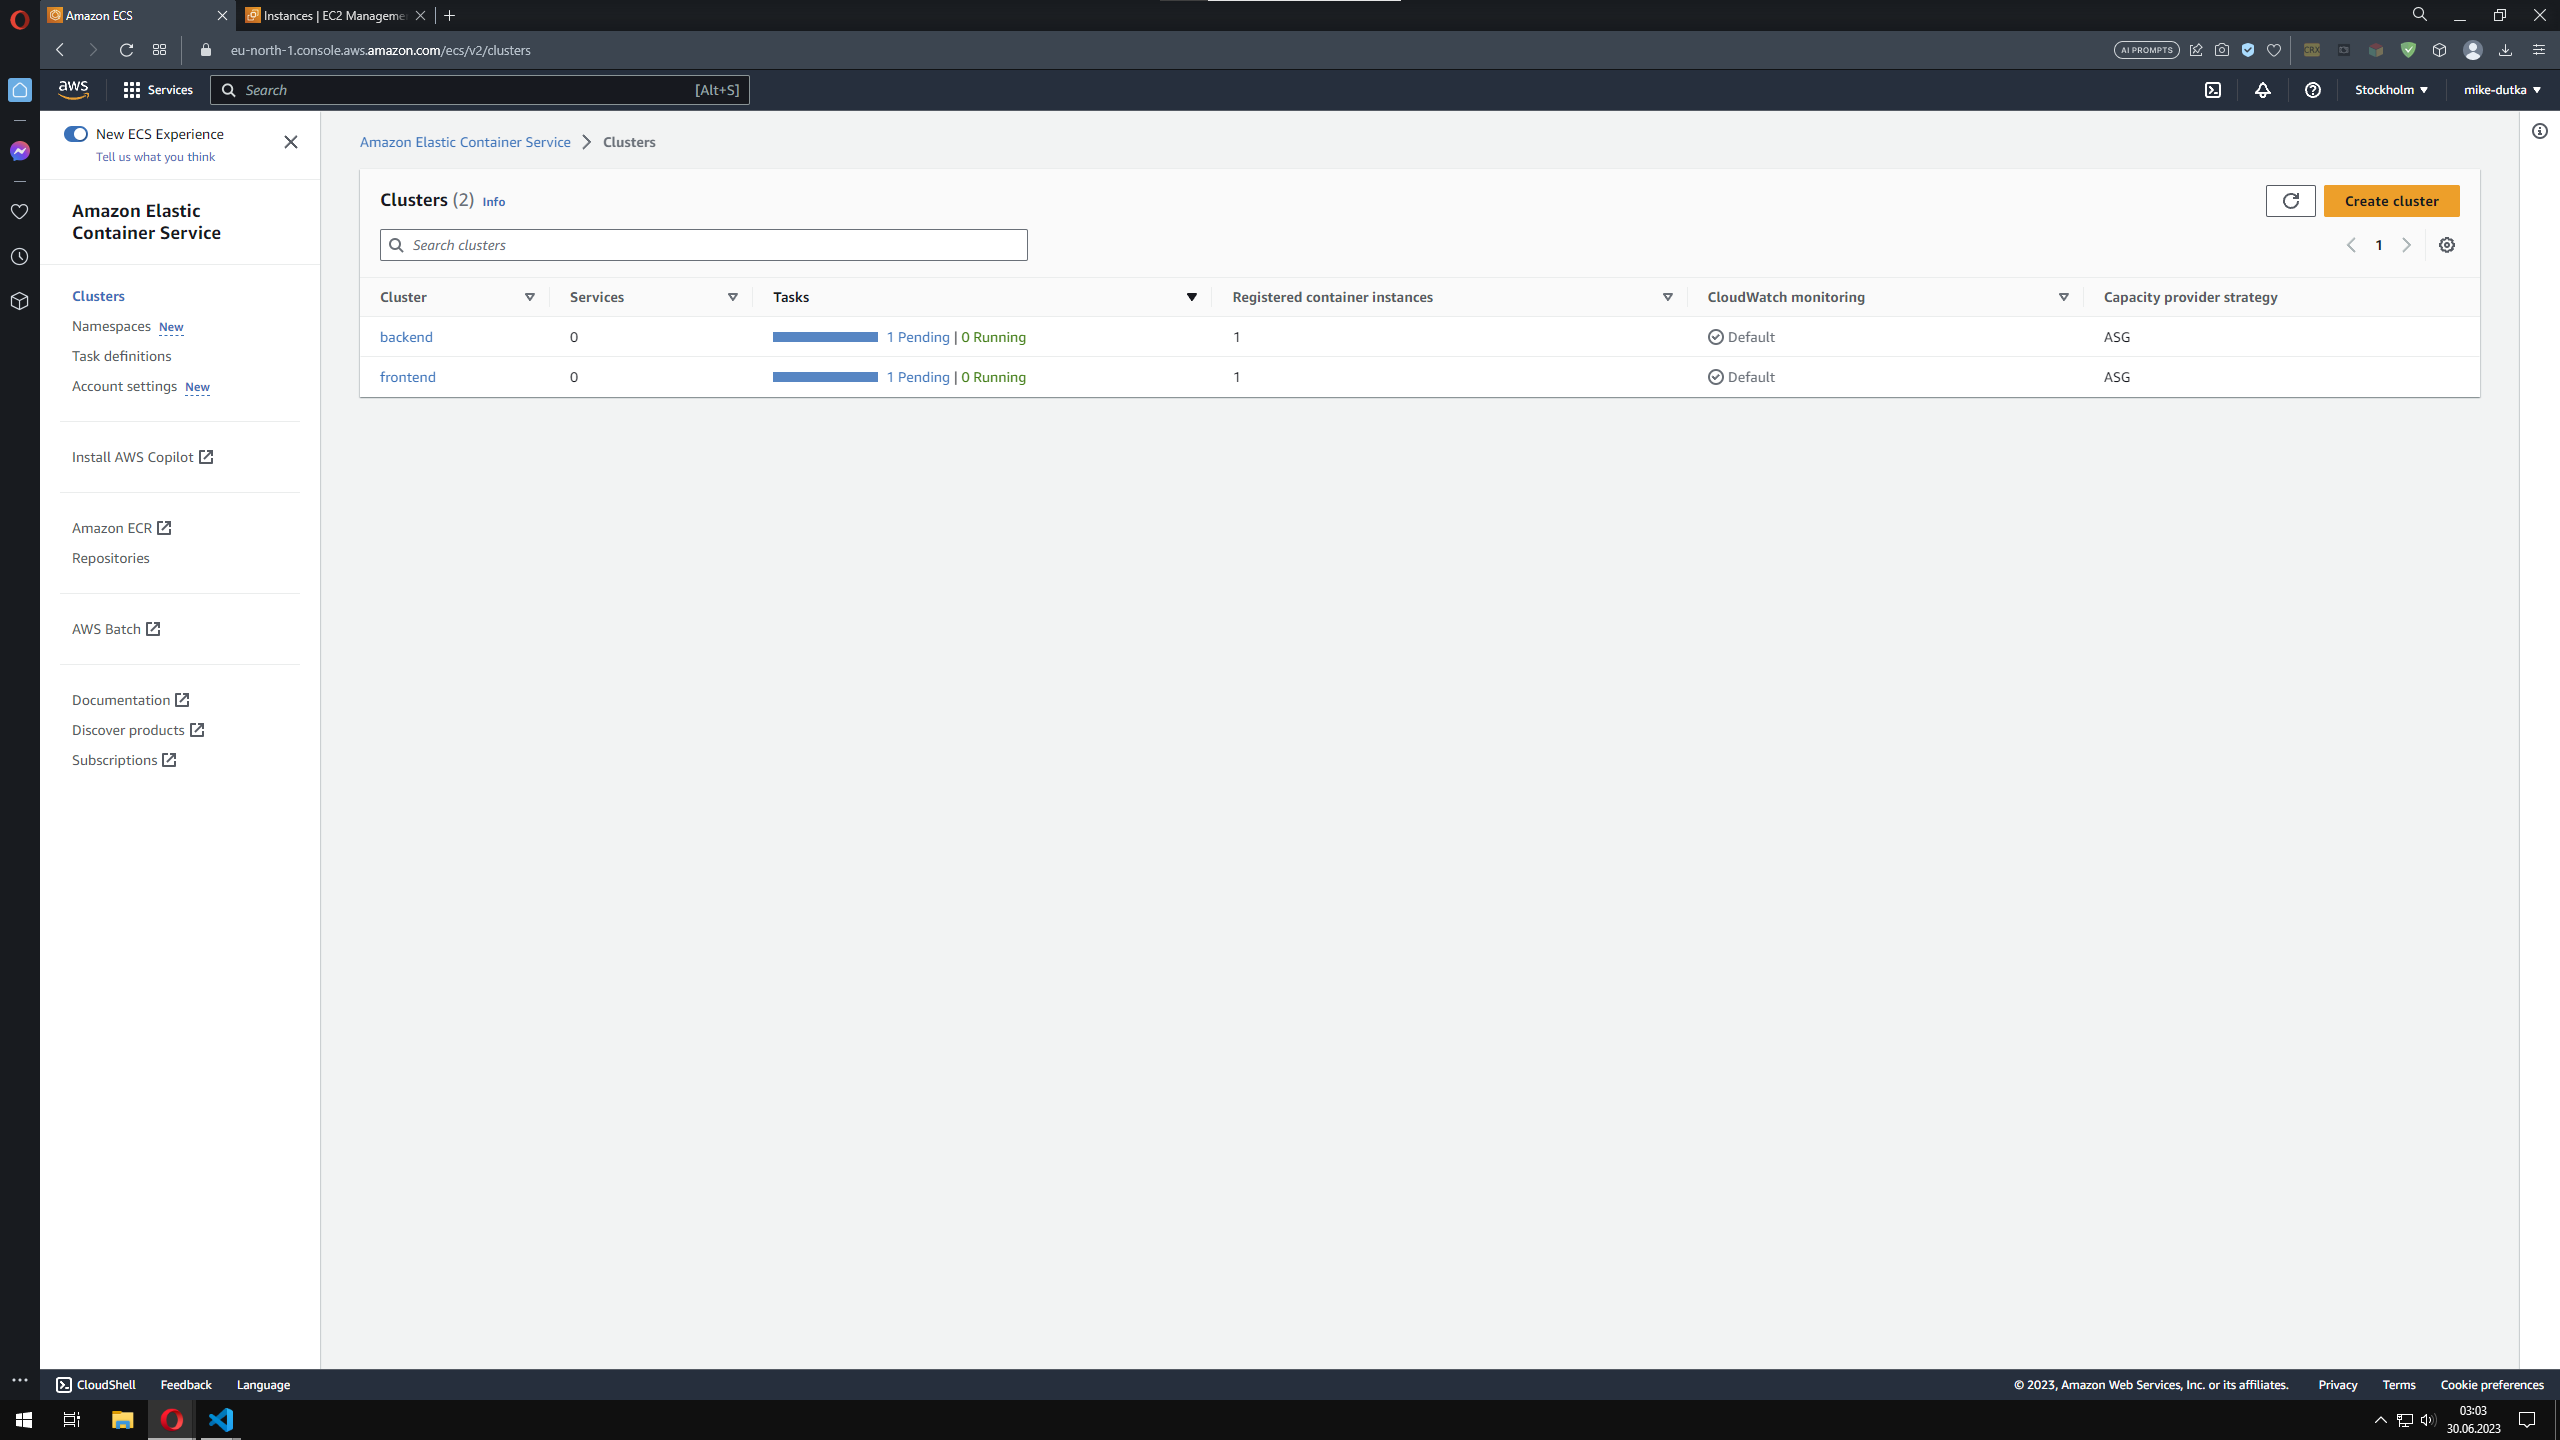 Amazon ECS
Instances | EC2 Manageme
eu-north-1.console.aws.amazon.com/ecs/v2/clusters
AI PROMPTS
aws
Services
Search
[Alt+S]
Stockholm
mike-dutka
New ECS Experience
Tell us what you think
Amazon Elastic Container Service
Clusters
Amazon Elastic
Container Service
Clusters (2) Info
Create cluster
Search clusters
1
Clusters
Namespaces New
Task definitions
Account settings New
Install AWS Copilot
Amazon ECR
Repositories
AWS Batch
Documentation
Discover products
Subscriptions
Cluster Services Tasks Registered container instances CloudWatch monitoring Capacity provider strategy
backend 0 1 Pending | 0 Running 1 Default ASG
frontend 0 1 Pending | 0 Running 1 Default ASG
CloudShell Feedback Language
© 2023, Amazon Web Services, Inc. or its affiliates. Privacy Terms Cookie preferences
03:03
30.06.2023